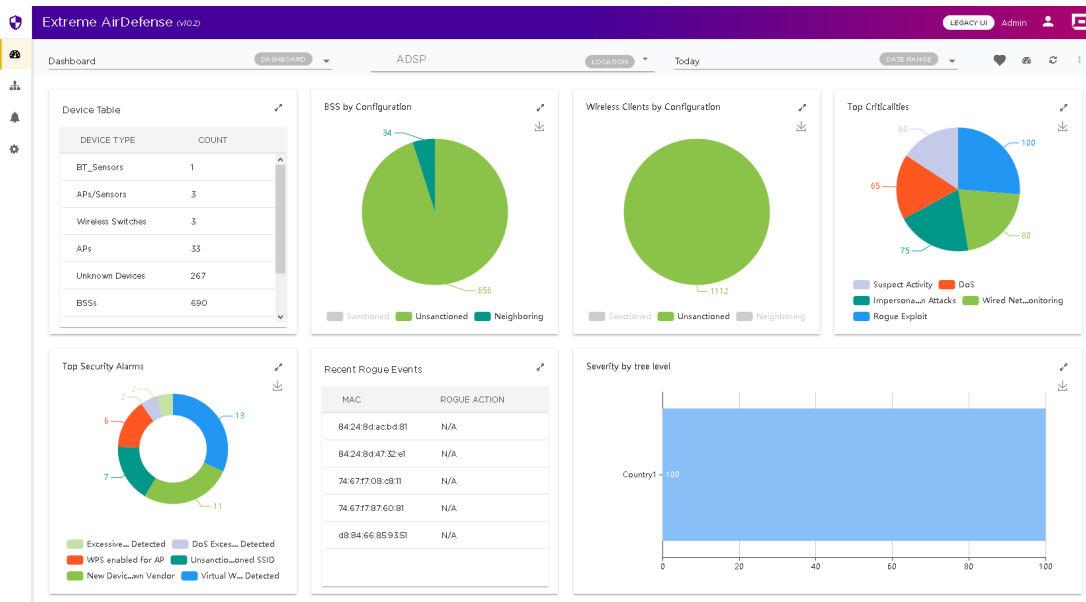 Extreme AirDefense (v10.2)
LEGACY UI Admin
Dashboard DASHBOARD ADSP LOCATION Today DATE RANGE
Device Table
DEVICE TYPE COUNT
BT_Sensors 1
APs/Sensors 3
Wireless Switches 3
APs 33
Unknown Devices 267
BSSs 690
BSS by Configuration
34
656
Sanctioned Unsanctioned Neighboring
Wireless Clients by Configuration
1112
Sanctioned Unsanctioned Neighboring
Top Criticalities
60
100
65
80
75
Suspect Activity DoS
Impersona...n Attacks Wired Net...onitoring
Rogue Exploit
Top Security Alarms
2
2
13
6
7
11
Excessive... Detected DoS Exces... Detected
WPS enabled for AP Unsanctio...oned SSID
New Devic...wn Vendor Virtual W... Detected
Recent Rogue Events
MAC ROGUE ACTION
84:24:8d:ac:bd:81 N/A
84:24:8d:47:32:e1 N/A
74:67:f7:08:c8:11 N/A
74:67:f7:87:60:81 N/A
d8:84:66:85:93:51 N/A
Severity by tree level
Country1 100
0 20 40 60 80 100